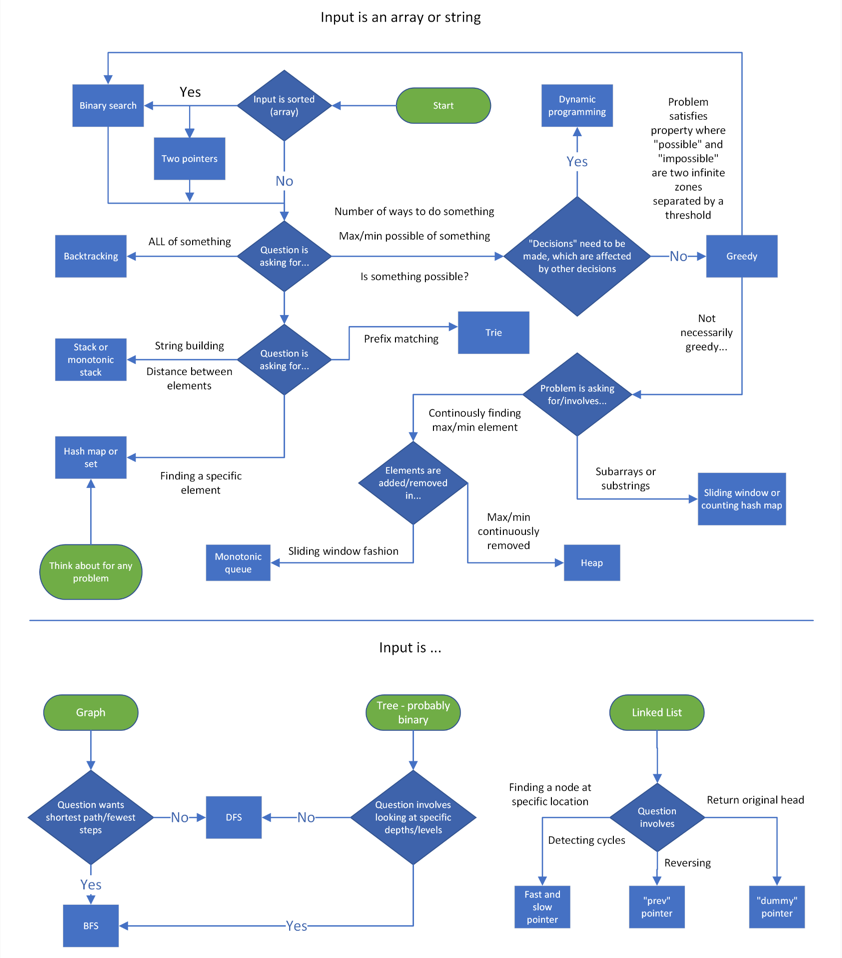 Input is an array or string
Start
Input is sorted
(array)
Yes
Binary search
Two pointers
No
Question is
asking for...
ALL of something
Backtracking
Number of ways to do something
Max/min possible of something
Is something possible?
"Decisions" need to be
made, which are affected
by other decisions
Yes
Dynamic
programming
No
Greedy
Problem
satisfies
property where
"possible" and
"impossible"
are two infinite
zones
separated by a
threshold
Not
necessarily
greedy...
Question is
asking for...
Prefix matching
Trie
String building
Distance between
elements
Stack or
monotonic
stack
Finding a specific
element
Hash map or
set
Think about for any
problem
Problem is asking
for/involves...
Continously finding
max/min element
Subarrays or
substrings
Sliding window or
counting hash map
Elements are
added/removed
in...
Sliding window fashion
Monotonic
queue
Max/min
continuously
removed
Heap
Input is ...
Graph
Question wants
shortest path/fewest
steps
No
DFS
Yes
BFS
Tree - probably
binary
Question involves
looking at specific
depths/levels
No
Yes
Linked List
Question
involves
Finding a node at
specific location
Detecting cycles
Fast and
slow
pointer
Reversing
"prev"
pointer
Return original head
"dummy"
pointer